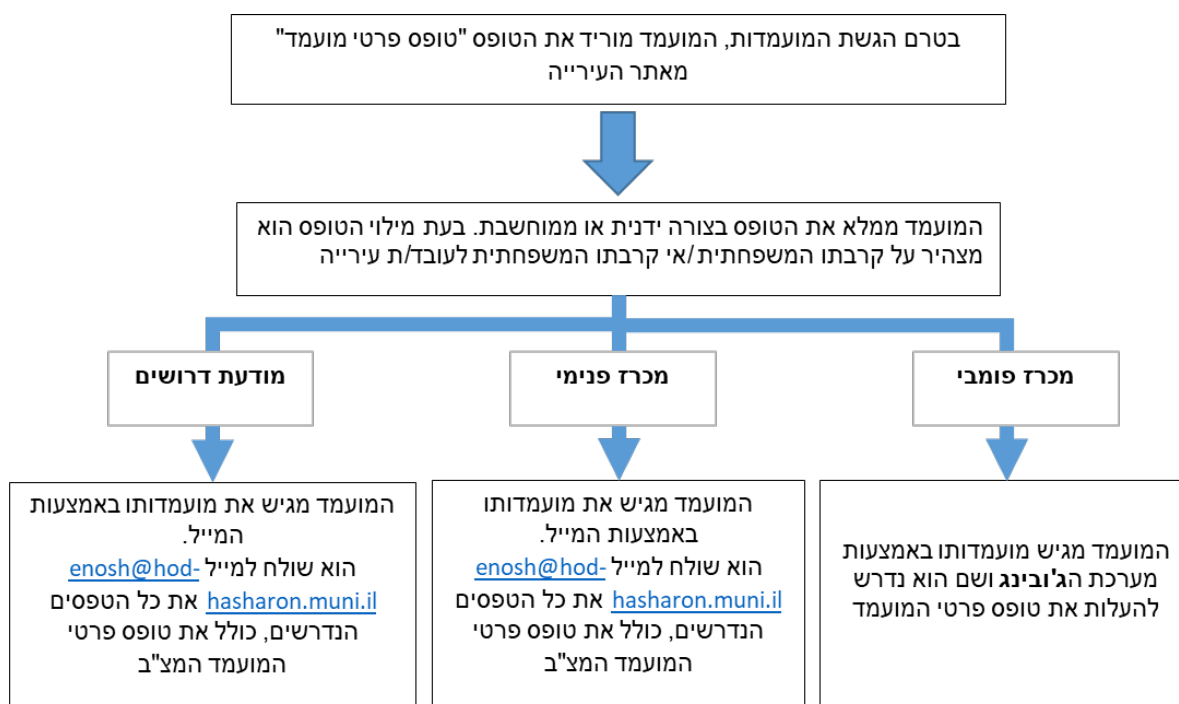 בטרם הגשת המועמדות, המועמד מוריד את הטופס "טופס פרטי מועמד"
מאתר העירייה
המועמד ממלא את הטופס בצורה ידנית או ממוחשבת. בעת מילוי הטופס הוא
מצהיר על קרבתו המשפחתית /אי קרבתו המשפחתית לעובד/ת עירייה
מכרז פומבי
מכרז פנימי
מודעת דרושים
המועמד מגיש מועמדותו באמצעות
מערכת הג'ובינג ושם הוא נדרש
להעלות את טופס פרטי המועמד
המועמד מגיש את מועמדותו
באמצעות המייל.
הוא שולח למייל enosh@hod-
hasharon.muni.il את כל הטפסים
הנדרשים, כולל את טופס פרטי
המועמד המצ"ב
המועמד מגיש את מועמדותו באמצעות
המייל.
הוא שולח למייל enosh@hod-
hasharon.muni.il את כל הטפסים
הנדרשים, כולל את טופס פרטי
המועמד המצ"ב